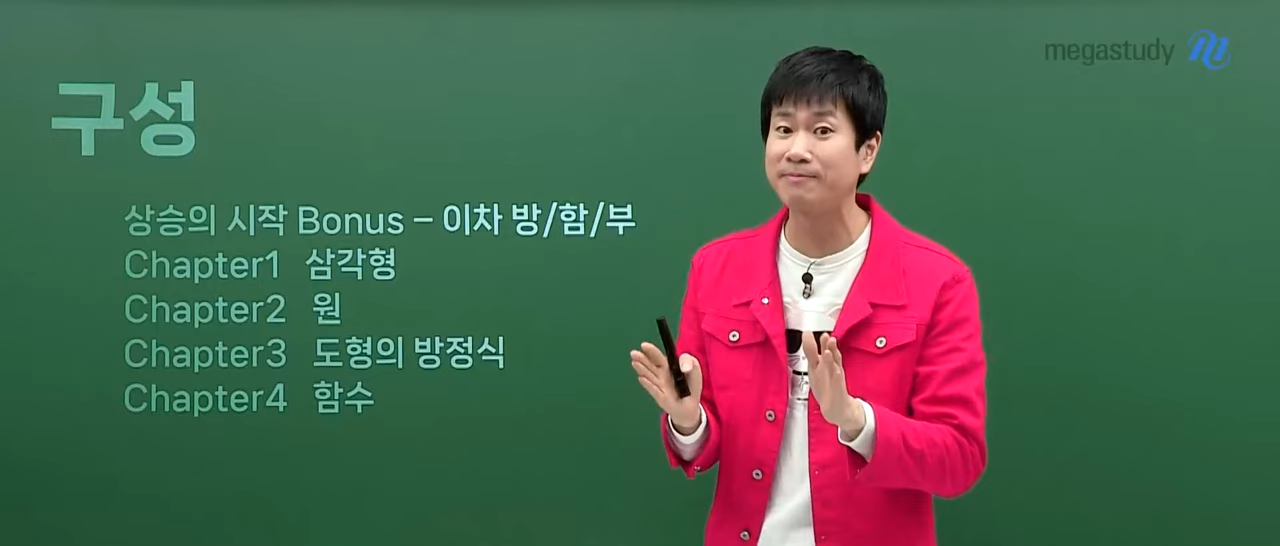 megastudy
구성
상승의 시작 Bonus – 이차 방/함/부
Chapter1 삼각형
Chapter2 원
Chapter3 도형의 방정식
Chapter4 함수